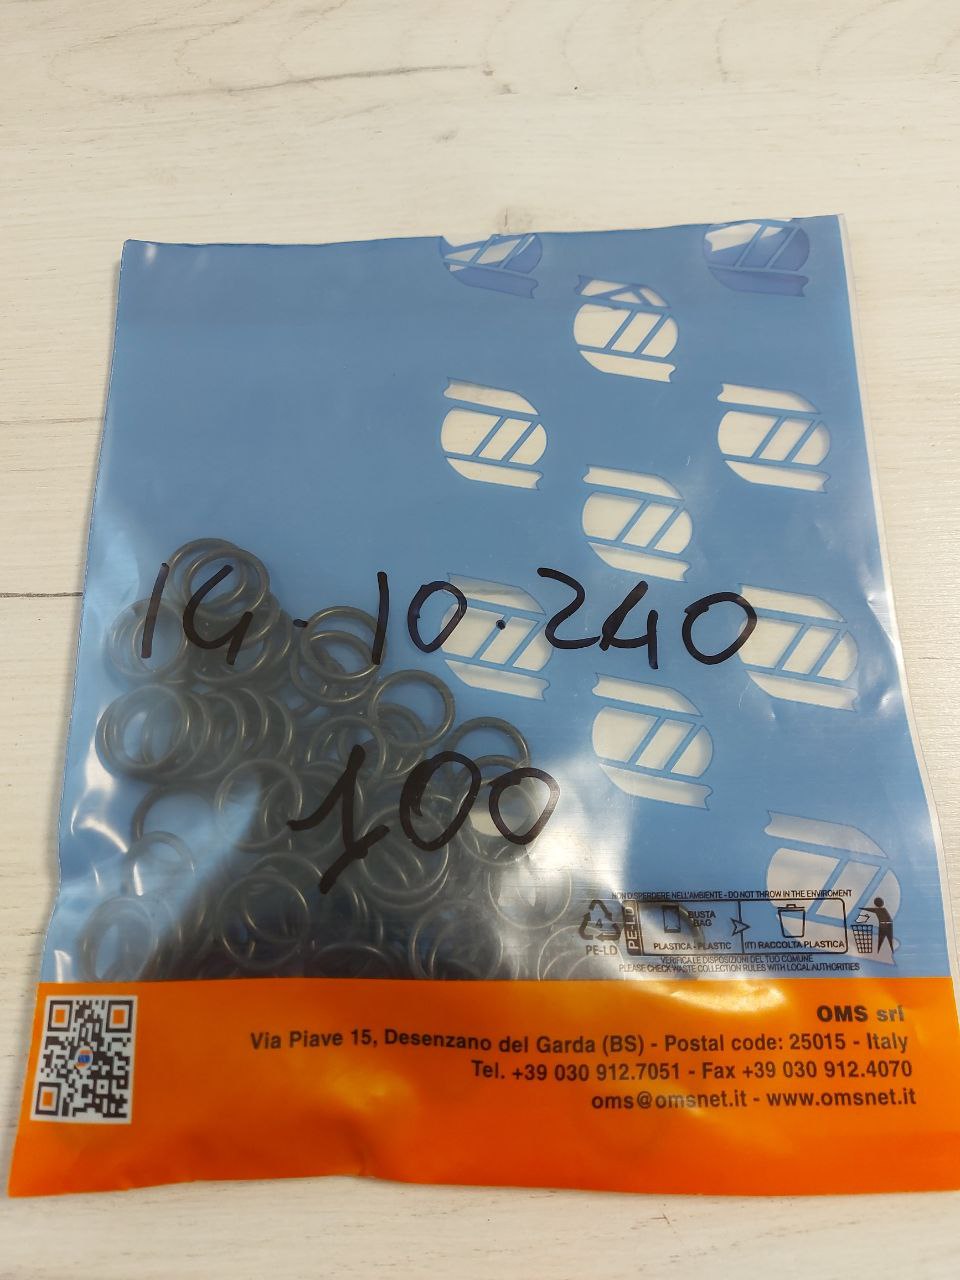 14.10.240
100
NON DISPERDERE NELL'AMBIENTE - DO NOT THROW IN THE ENVIROMENT
4
PE-LD
PE-LD
BUSTA
BAG
PLASTICA - PLASTIC
(IT) RACCOLTA PLASTICA
VERIFICA LE DISPOSIZIONI DEL TUO COMUNE
PLEASE CHECK WASTE COLLECTION RULES WITH LOCAL AUTHORITIES
OMS srl
Via Piave 15, Desenzano del Garda (BS) - Postal code: 25015 - Italy
Tel. +39 030 912.7051 - Fax +39 030 912.4070
oms@omsnet.it - www.omsnet.it